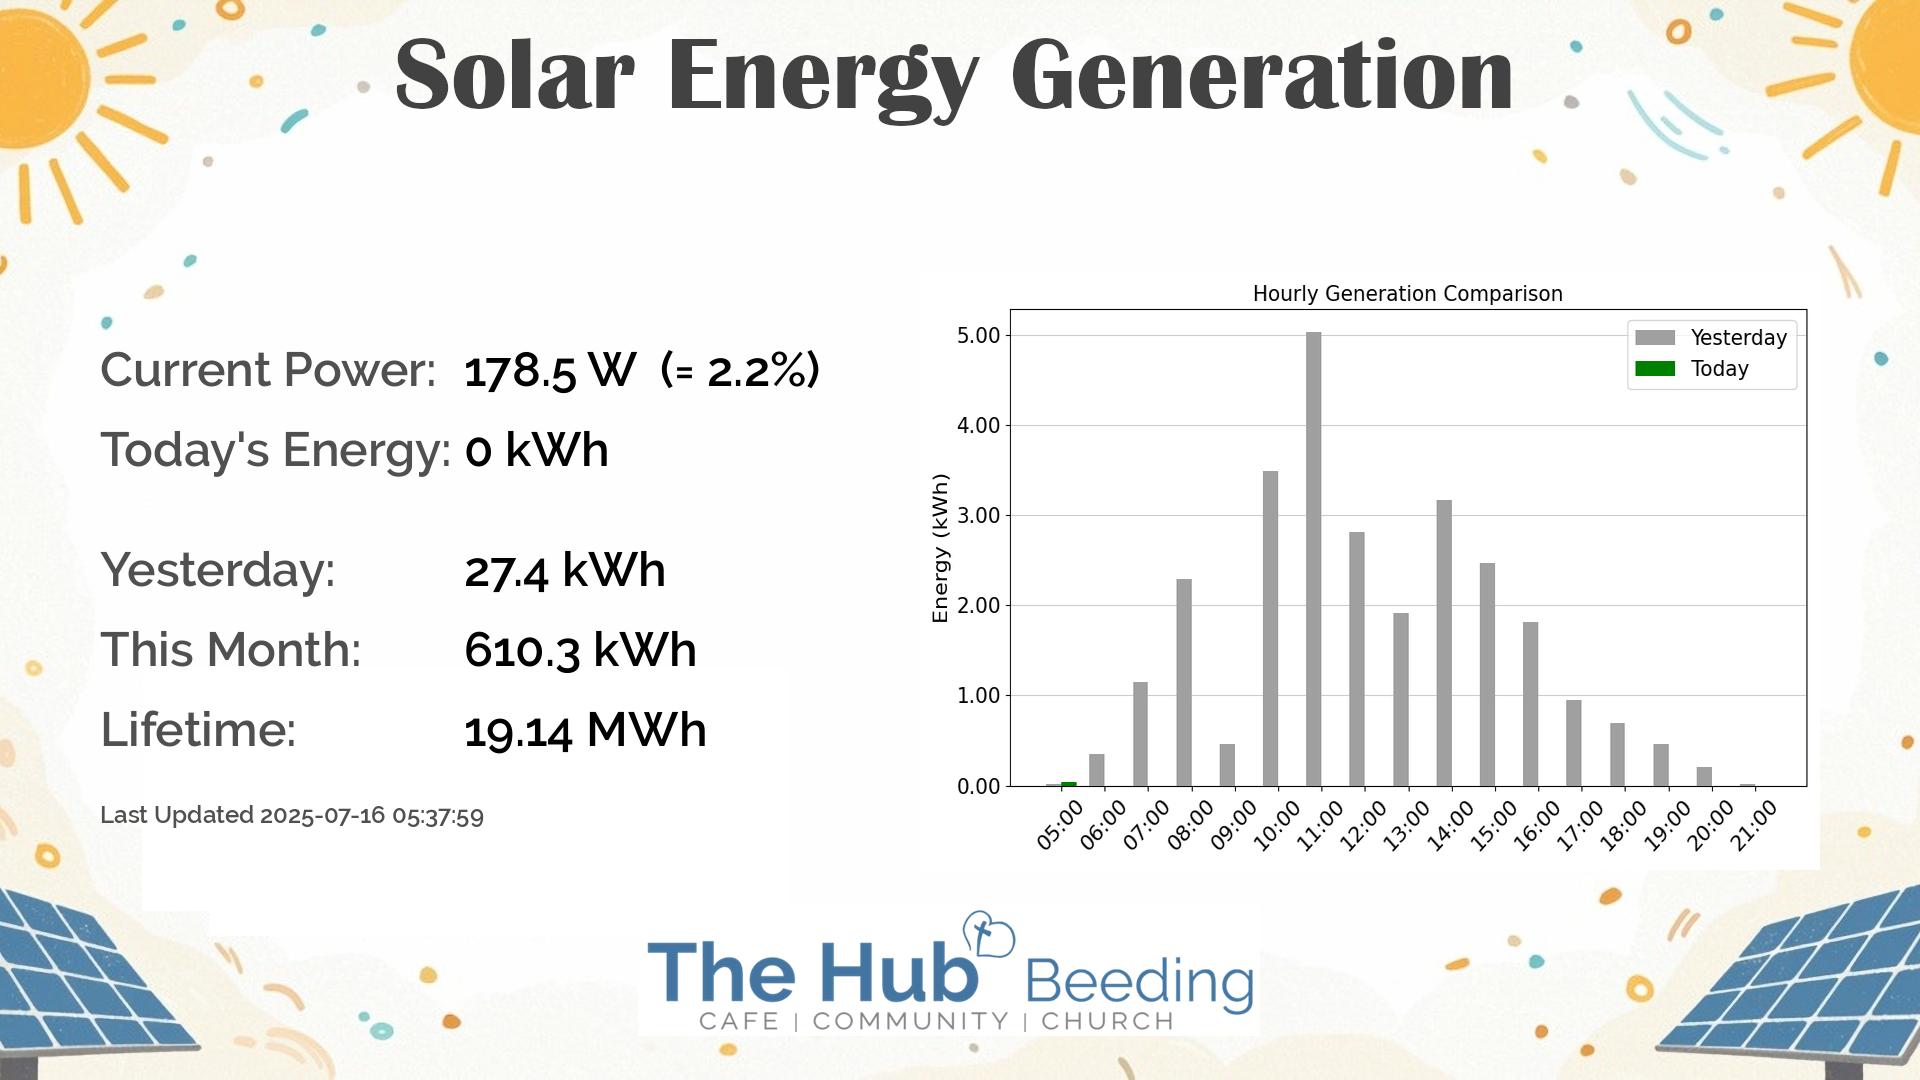 Solar Energy Generation
Current Power: 178.5 W (= 2.2%)
Today's Energy: 0 kWh
Yesterday: 27.4 kWh
This Month: 610.3 kWh
Lifetime: 19.14 MWh
Last Updated 2025-07-16 05:37:59
Hourly Generation Comparison
Yesterday
Today
Energy (kWh)
5.00
4.00
3.00
2.00
1.00
0.00
05:00 06:00 07:00 08:00 09:00 10:00 11:00 12:00 13:00 14:00 15:00 16:00 17:00 18:00 19:00 20:00 21:00
The Hub Beeding
CAFE | COMMUNITY | CHURCH